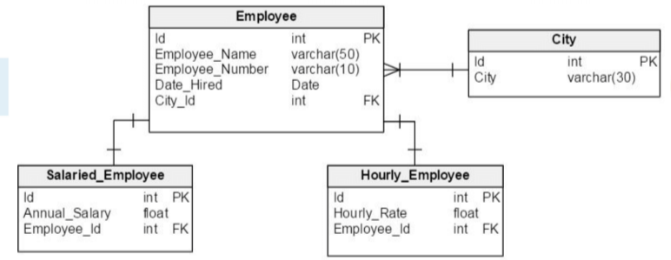 Employee
Id int PK
Employee_Name varchar(50)
Employee_Number varchar(10)
Date_Hired Date
City_Id int FK
City
Id int PK
City varchar(30)
Salaried_Employee
Id int PK
Annual_Salary float
Employee_Id int FK
Hourly_Employee
Id int PK
Hourly_Rate float
Employee_Id int FK